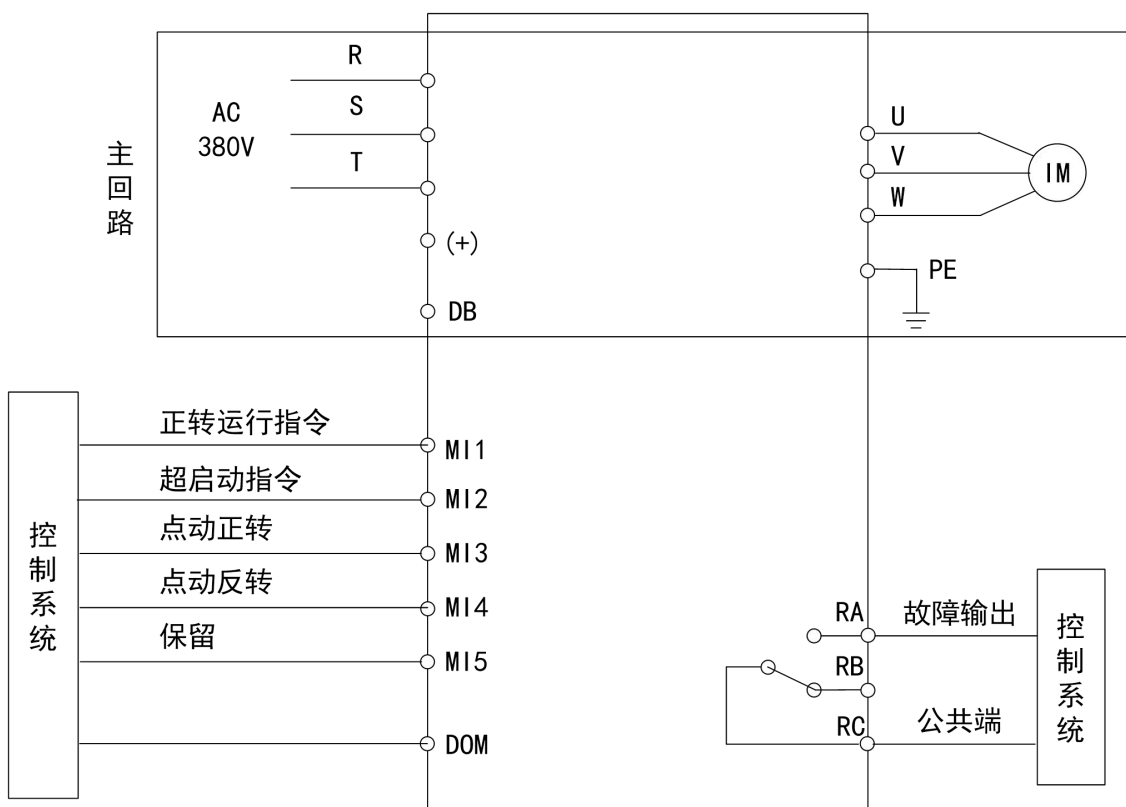 主回路
AC
380V
R
S
T
(+)
DB
U
V
W
IM
PE
控制系统
正转运行指令
MI1
超启动指令
MI2
点动正转
MI3
点动反转
MI4
保留
MI5
DOM
RA
故障输出
RB
RC
公共端
控制系统